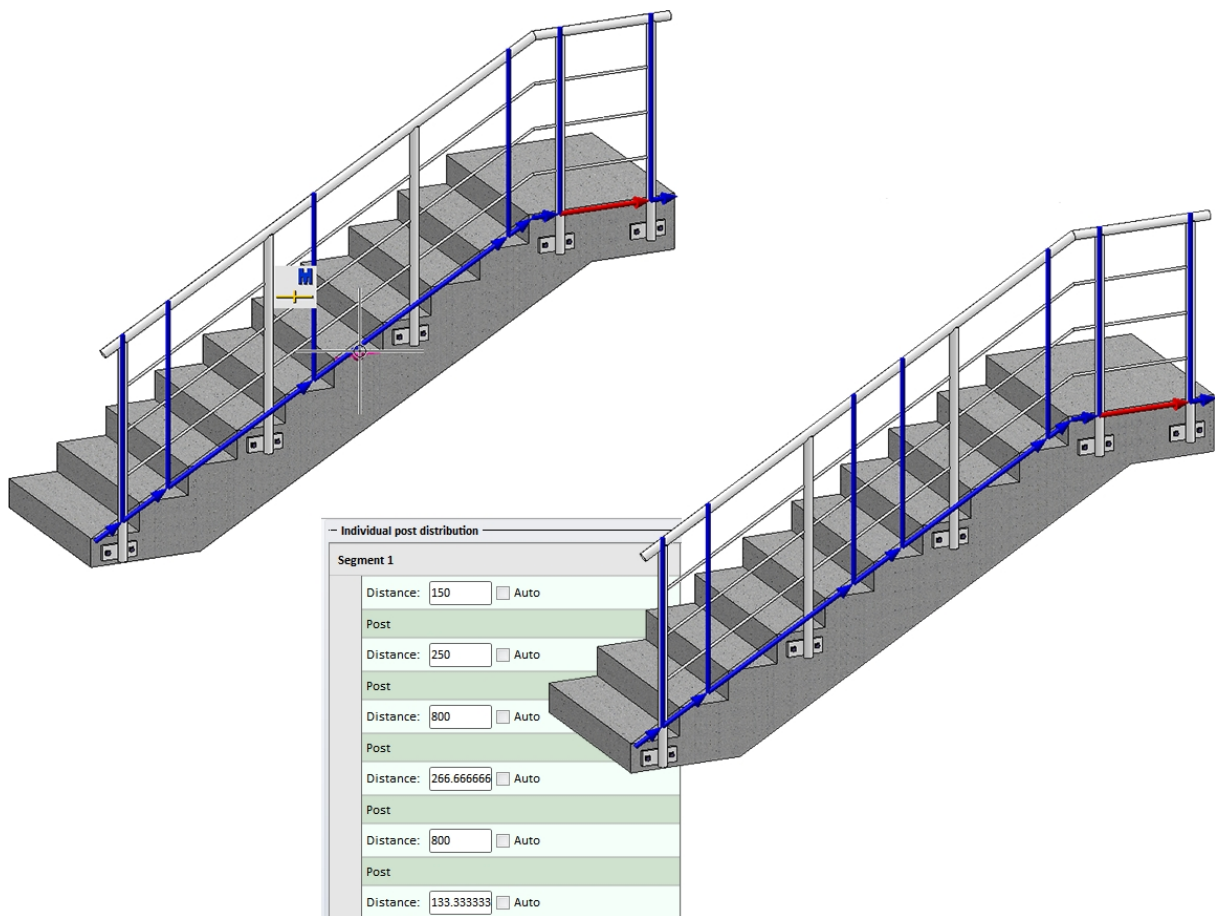 M
Individual post distribution
Segment 1
Distance: 150 Auto
Post
Distance: 250 Auto
Post
Distance: 800 Auto
Post
Distance: 266.666666 Auto
Post
Distance: 800 Auto
Post
Distance: 133.333333 Auto